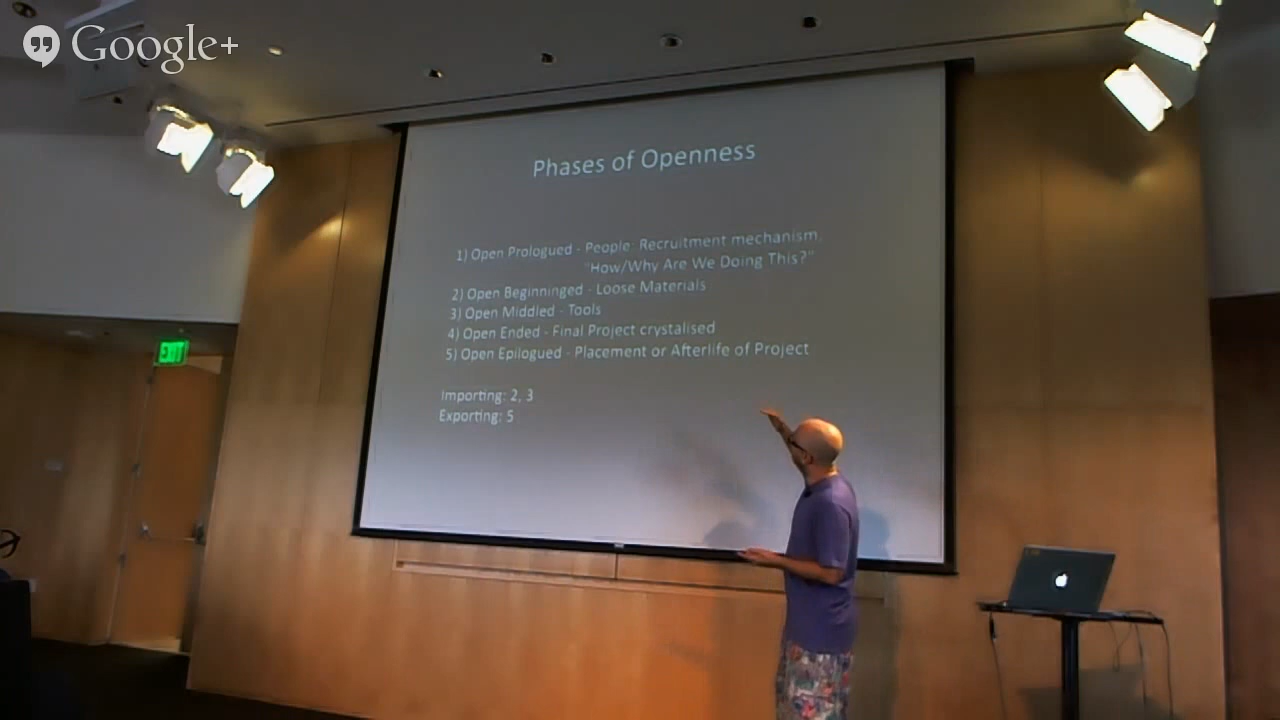 Google+
Phases of Openness
1) Open Prologued - People: Recruitment mechanism.
"How/Why Are We Doing This?"
2) Open Beginninged - Loose Materials
3) Open Middled - Tools
4) Open Ended - Final Project crystalised
5) Open Epilogued - Placement or Afterlife of Project
Importing: 2, 3
Exporting: 5
EXIT